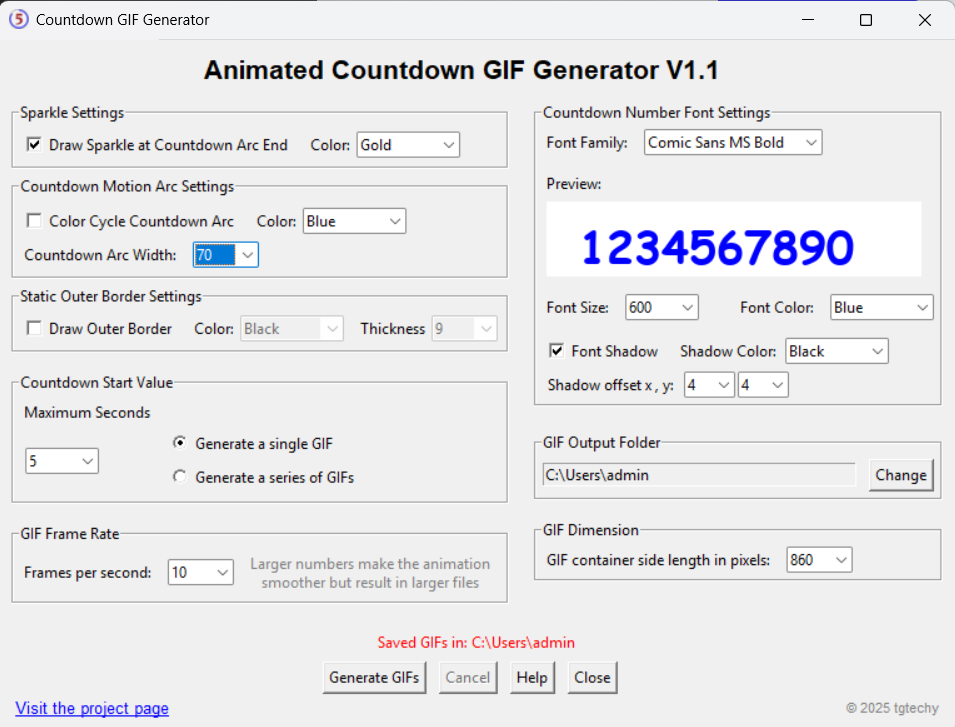 5 Countdown GIF Generator
Animated Countdown GIF Generator V1.1
Sparkle Settings
Draw Sparkle at Countdown Arc End Color: Gold
Countdown Motion Arc Settings
Color Cycle Countdown Arc Color: Blue
Countdown Arc Width: 70
Static Outer Border Settings
Draw Outer Border Color: Black Thickness 9
Countdown Start Value
Maximum Seconds
5
Generate a single GIF
Generate a series of GIFs
GIF Frame Rate
Frames per second: 10
Larger numbers make the animation
smoother but result in larger files
Countdown Number Font Settings
Font Family: Comic Sans MS Bold
Preview:
1234567890
Font Size: 600 Font Color: Blue
Font Shadow Shadow Color: Black
Shadow offset x , y: 4 4
GIF Output Folder
C:\Users\admin Change
GIF Dimension
GIF container side length in pixels: 860
Saved GIFs in: C:\Users\admin
Generate GIFs Cancel Help Close
Visit the project page
© 2025 tgtechy